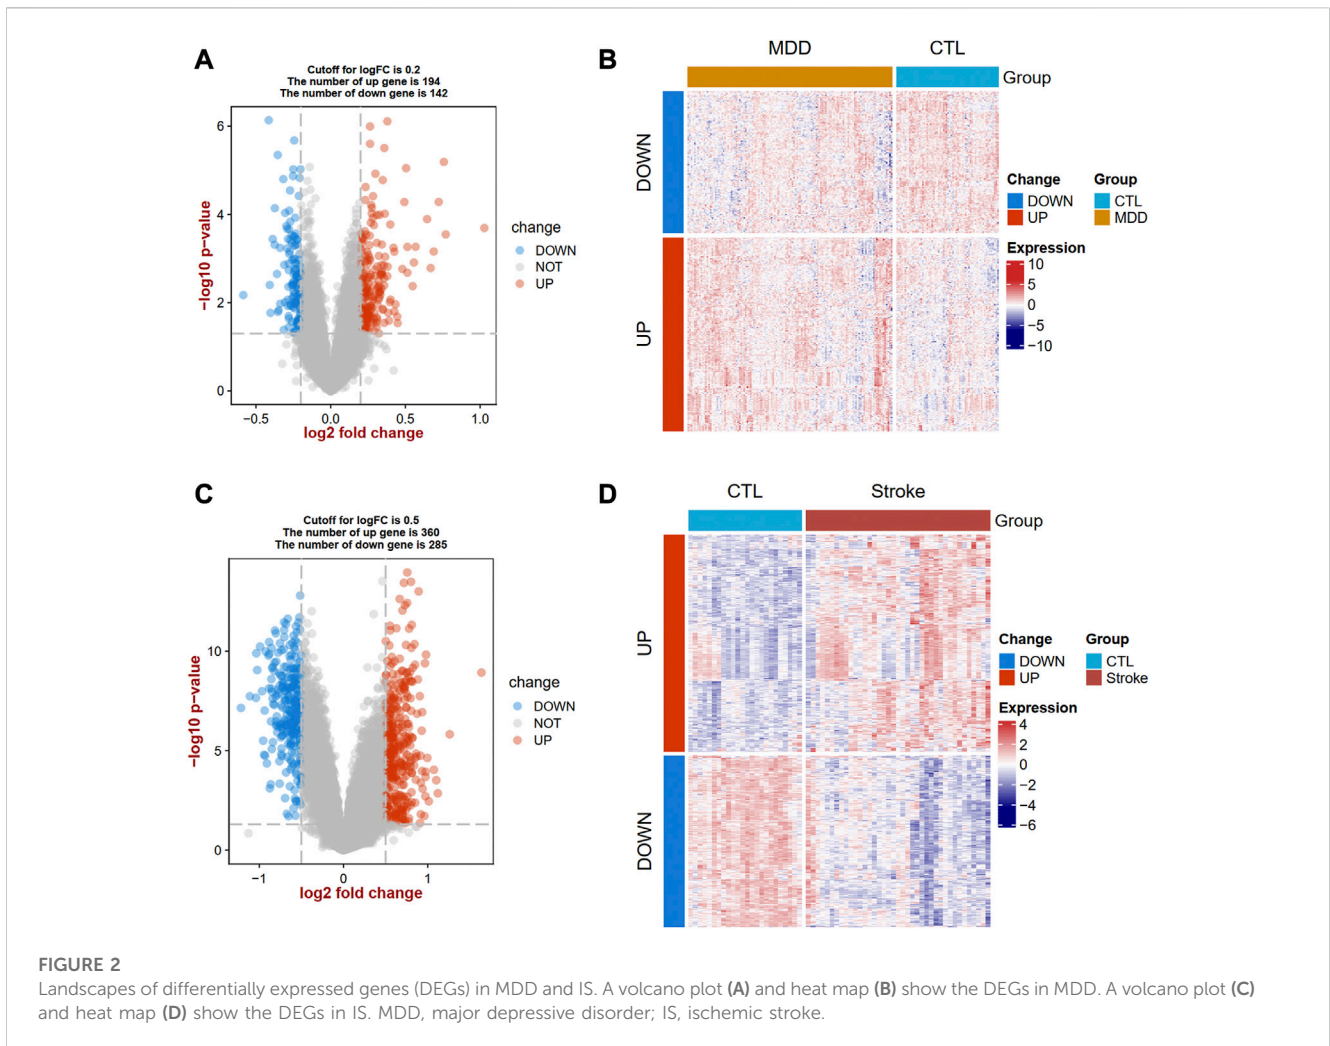 A
Cutoff for logFC is 0.2
The number of up gene is 194
The number of down gene is 142
6
4
2
0
−log10 p−value
−0.5 0.0 0.5 1.0
log2 fold change
change
DOWN
NOT
UP
B
MDD CTL
Group
DOWN
UP
Change Group
DOWN CTL
UP MDD
Expression
10
5
0
−5
−10
C
Cutoff for logFC is 0.5
The number of up gene is 360
The number of down gene is 285
10
5
0
−log10 p−value
−1 0 1
log2 fold change
change
DOWN
NOT
UP
D
CTL Stroke
Group
UP
DOWN
Change Group
DOWN CTL
UP Stroke
Expression
4
2
0
−2
−4
−6
FIGURE 2
Landscapes of differentially expressed genes (DEGs) in MDD and IS. A volcano plot (A) and heat map (B) show the DEGs in MDD. A volcano plot (C)
and heat map (D) show the DEGs in IS. MDD, major depressive disorder; IS, ischemic stroke.